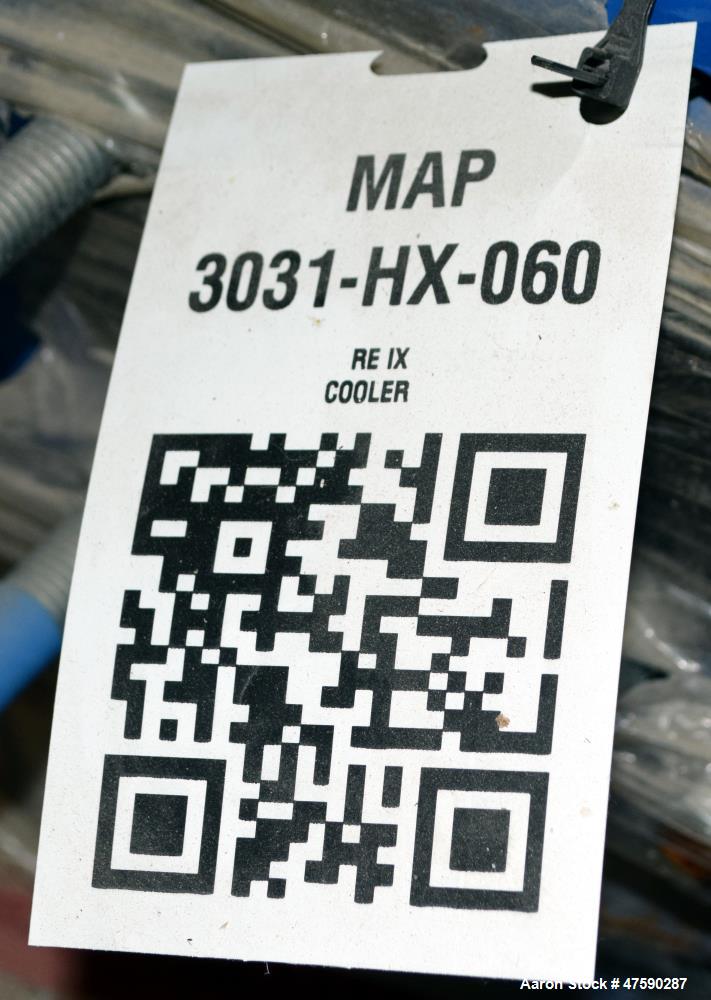 MAP
3031-HX-060
RE IX
COOLER
Aaron Stock # 47590287